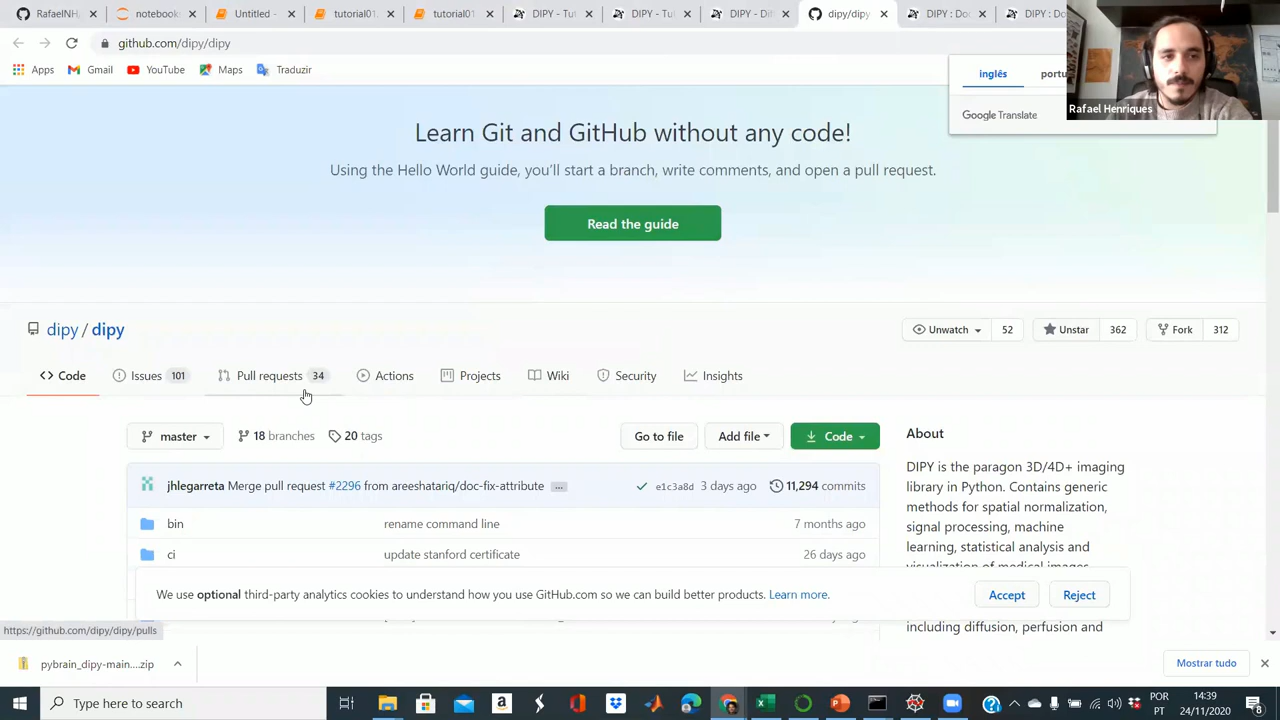 RafaelNH/
notebook
Untitled -
tutorial01
tutorial01
DIPY - Tut
DIPY - Tut
DIPY - Dif
dipy/dipy
DIPY : Do
DIPY : Do
github.com/dipy/dipy
Apps
Gmail
YouTube
Maps
Traduzir
inglês
portu
Google Translate
Rafael Henriques
Learn Git and GitHub without any code!
Using the Hello World guide, you'll start a branch, write comments, and open a pull request.
Read the guide
dipy / dipy
Unwatch 52
Unstar 362
Fork 312
Code
Issues 101
Pull requests 34
Actions
Projects
Wiki
Security
Insights
master
18 branches
20 tags
Go to file
Add file
Code
About
jhlegarreta Merge pull request #2296 from areeshatariq/doc-fix-attribute ... e1c3a8d 3 days ago 11,294 commits
bin rename command line 7 months ago
ci update stanford certificate 26 days ago
DIPY is the paragon 3D/4D+ imaging
library in Python. Contains generic
methods for spatial normalization,
signal processing, machine
learning, statistical analysis and
visualization of medical images.
including diffusion, perfusion and
We use optional third-party analytics cookies to understand how you use GitHub.com so we can build better products. Learn more.
Accept
Reject
https://github.com/dipy/dipy/pulls
pybrain_dipy-main....zip
Mostrar tudo
Type here to search
POR
PT
14:39
24/11/2020
8